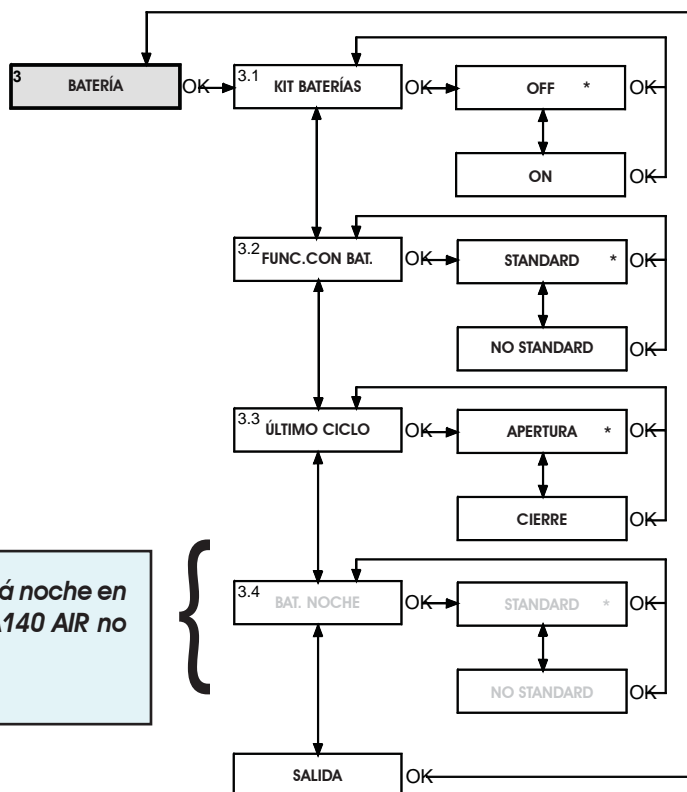 3 BATERÍA OK
3.1 KIT BATERÍAS OK
OFF * OK
ON OK
3.2 FUNC.CON BAT. OK
STANDARD * OK
NO STANDARD OK
3.3 ÚLTIMO CICLO OK
APERTURA * OK
CIERRE OK
á noche en
A140 AIR no
3.4 BAT. NOCHE OK
STANDARD * OK
NO STANDARD OK
SALIDA OK